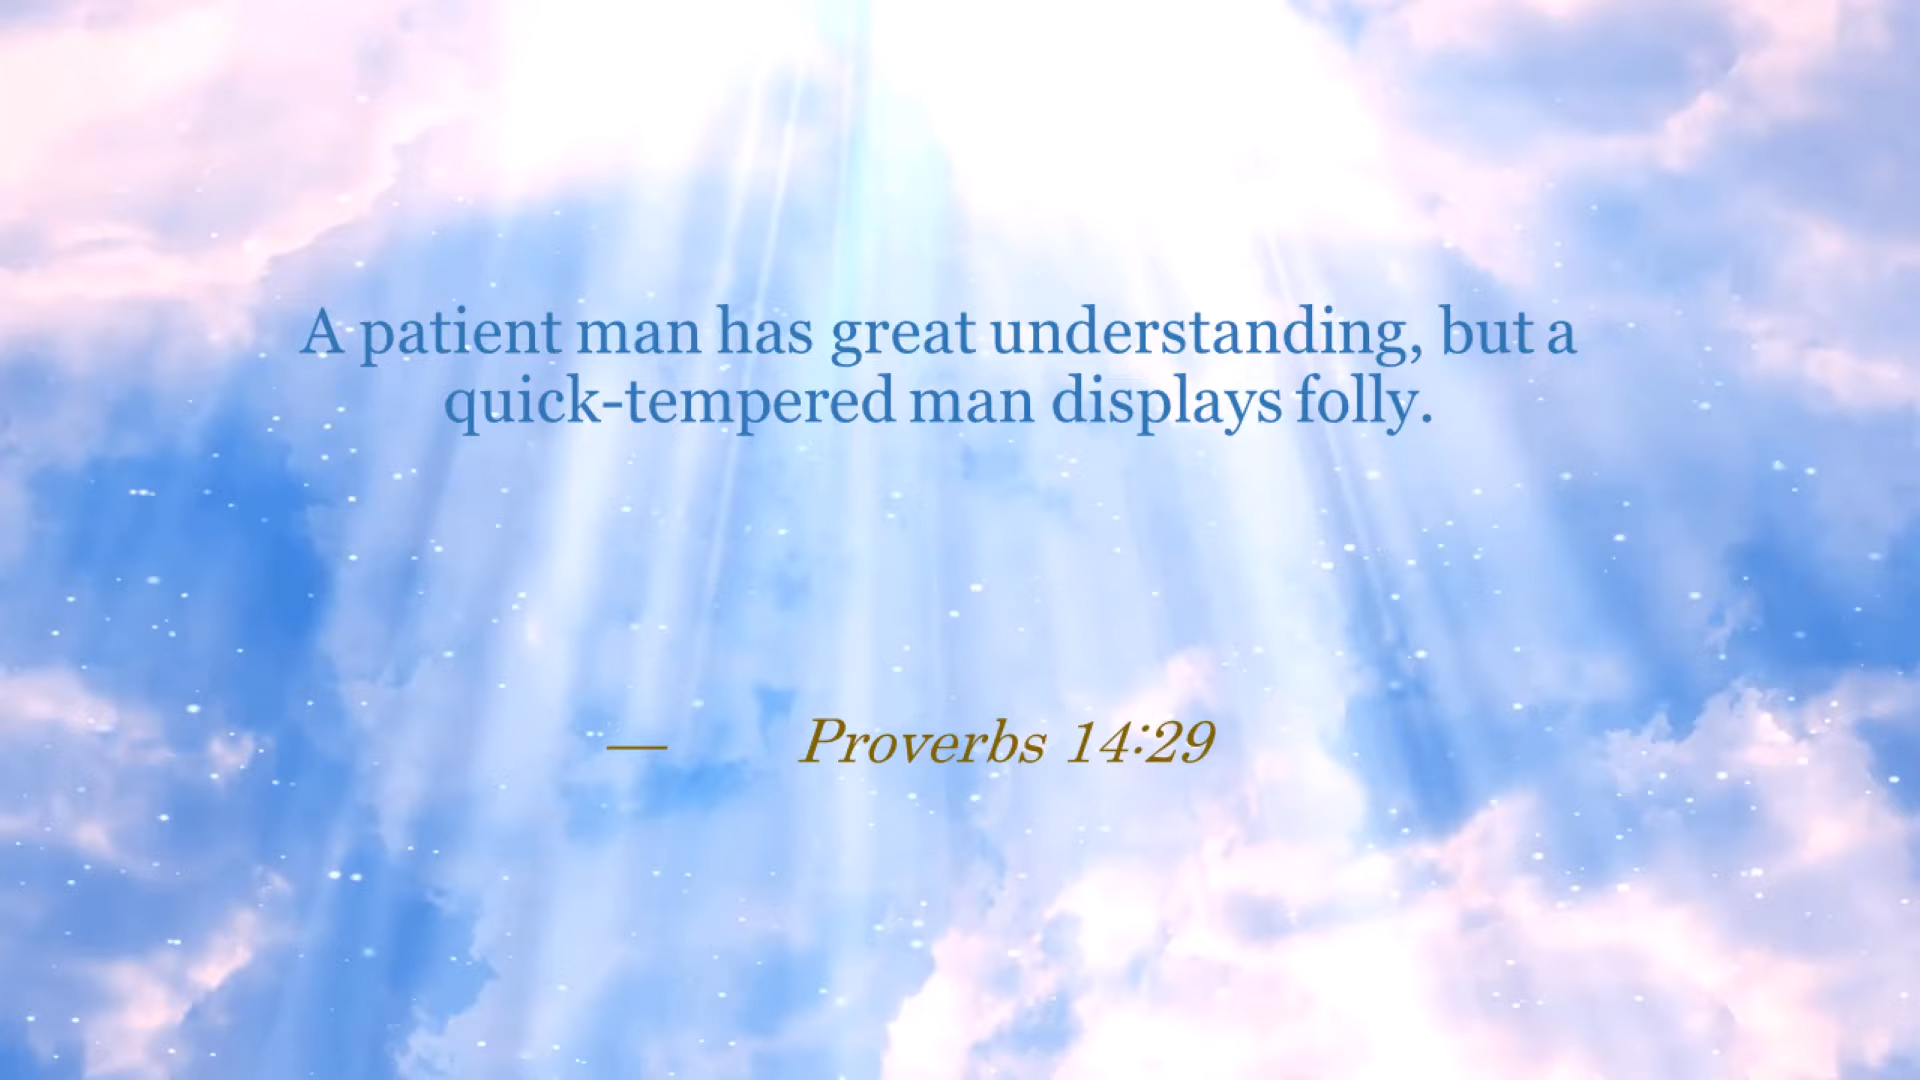 A patient man has great understanding, but a
quick-tempered man displays folly.
— Proverbs 14:29